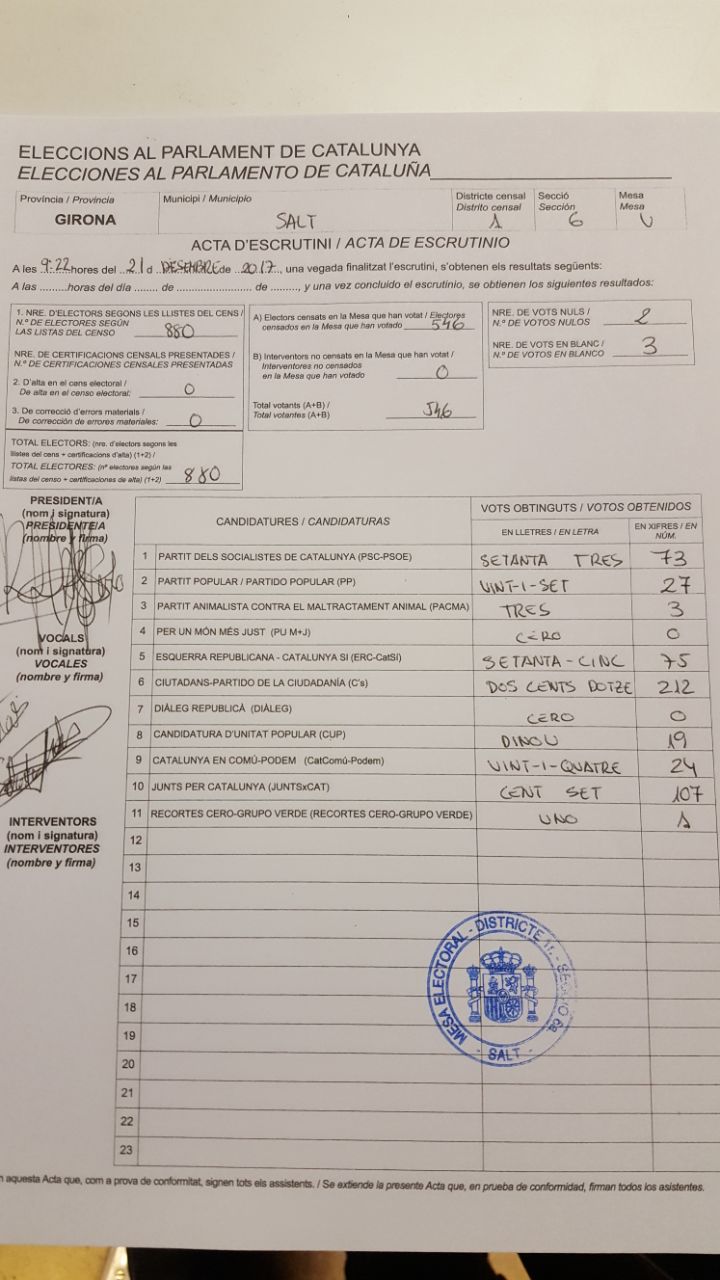 ELECCIONS AL PARLAMENT DE CATALUNYA
ELECCIONES AL PARLAMENTO DE CATALUÑA
Província / Provincia
GIRONA
Municipi / Municipio
SALT
Districte censal
Distrito censal
1
Secció
Sección
6
Mesa
Mesa
U
ACTA D'ESCRUTINI / ACTA DE ESCRUTINIO
A les 9:22 hores del 21 d DESEMBRE de 2017, una vegada finalitzat l'escrutini, s'obtenen els resultats següents:
A las .........horas del día ........ de .................... de ........., y una vez concluido el escrutinio, se obtienen los siguientes resultados:
1. NRE. D'ELECTORS SEGONS LES LLISTES DEL CENS /
N.º DE ELECTORES SEGÚN
LAS LISTAS DEL CENSO 880
NRE. DE CERTIFICACIONS CENSALS PRESENTADES /
N.º DE CERTIFICACIONES CENSALES PRESENTADAS
2. D'alta en el cens electoral /
De alta en el censo electoral: 0
3. De correcció d'errors materials /
De corrección de errores materiales: 0
TOTAL ELECTORS: (nre. d'electors segons les
llistes del cens + certificacions d'alta) (1+2) /
TOTAL ELECTORES: (nº electores según las
listas del censo + certificaciones de alta) (1+2) 880
A) Electors censats en la Mesa que han votat / Electores
censados en la Mesa que han votado 546
B) Interventors no censats en la Mesa que han votat /
Interventores no censados
en la Mesa que han votado 0
Total votants (A+B) /
Total votantes (A+B) 546
NRE. DE VOTS NULS /
N.º DE VOTOS NULOS 2
NRE. DE VOTS EN BLANC /
N.º DE VOTOS EN BLANCO 3
PRESIDENT/A
(nom i signatura)
PRESIDENTE/A
(nombre y firma)
VOCALS
(nom i signatura)
VOCALES
(nombre y firma)
INTERVENTORS
(nom i signatura)
INTERVENTORES
(nombre y firma)
CANDIDATURES / CANDIDATURAS
VOTS OBTINGUTS / VOTOS OBTENIDOS
EN LLETRES / EN LETRA
EN XIFRES / EN NÚM.
1 PARTIT DELS SOCIALISTES DE CATALUNYA (PSC-PSOE) SETANTA TRES 73
2 PARTIT POPULAR / PARTIDO POPULAR (PP) VINT-I-SET 27
3 PARTIT ANIMALISTA CONTRA EL MALTRACTAMENT ANIMAL (PACMA) TRES 3
4 PER UN MÓN MÉS JUST (PU M+J) CERO 0
5 ESQUERRA REPUBLICANA - CATALUNYA SI (ERC-CatSí) SETANTA-CINC 75
6 CIUTADANS-PARTIDO DE LA CIUDADANÍA (C's) DOS CENTS DOTZE 212
7 DIÀLEG REPUBLICÀ (DIÀLEG) CERO 0
8 CANDIDATURA D'UNITAT POPULAR (CUP) DINOU 19
9 CATALUNYA EN COMÚ-PODEM (CatComú-Podem) VINT-I-QUATRE 24
10 JUNTS PER CATALUNYA (JUNTSxCAT) CENT SET 107
11 RECORTES CERO-GRUPO VERDE (RECORTES CERO-GRUPO VERDE) UNO 1
12
13
14
15
16
17
18
19
20
21
22
23
MESA ELECTORAL - DISTRICTE 1r. - SECCIÓ 6a.
- SALT -
aquesta Acta que, com a prova de conformitat, signen tots els assistents. / Se extiende la presente Acta que, en prueba de conformidad, firman todos los asistentes.